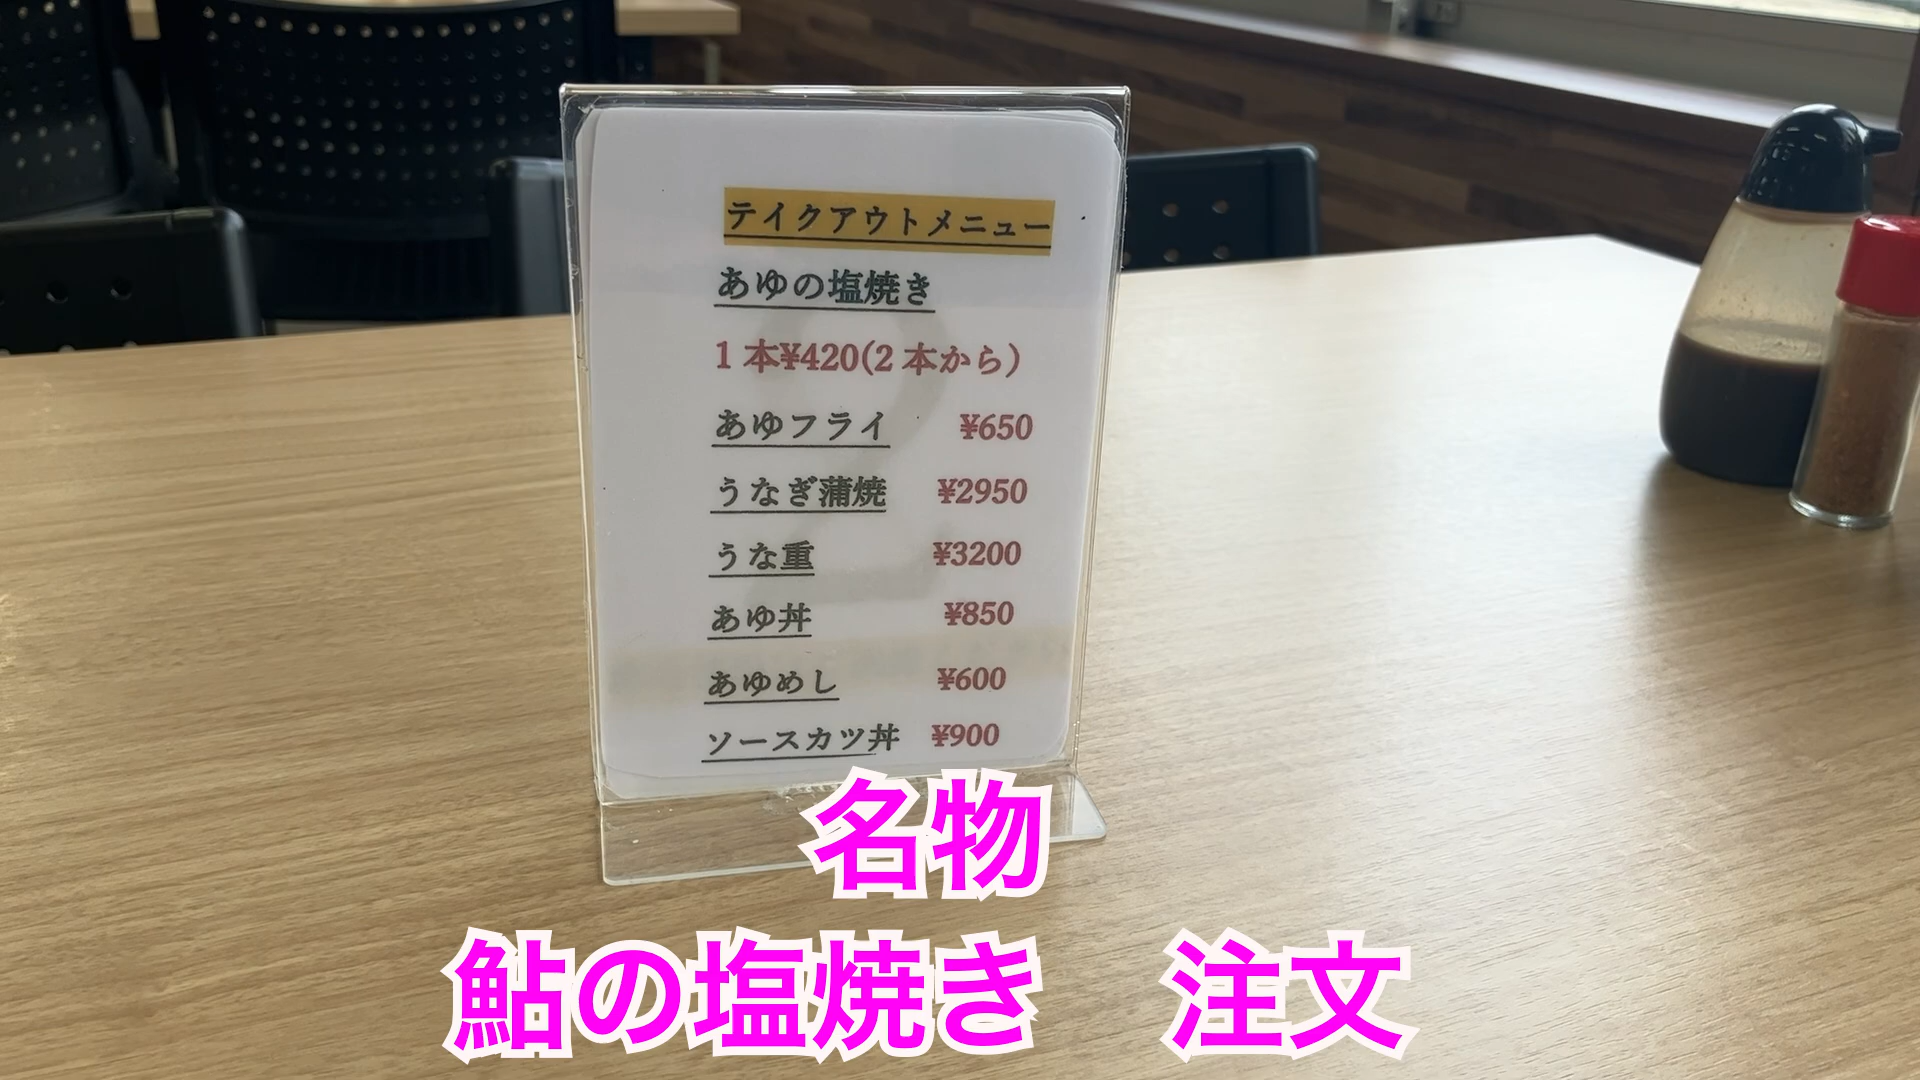 テイクアウトメニュー
あゆの塩焼き
1本¥420(2本から)
あゆフライ ¥650
うなぎ蒲焼 ¥2950
うな重 ¥3200
あゆ丼 ¥850
あゆめし ¥600
ソースカツ丼 ¥900
名物
鮎の塩焼き　注文